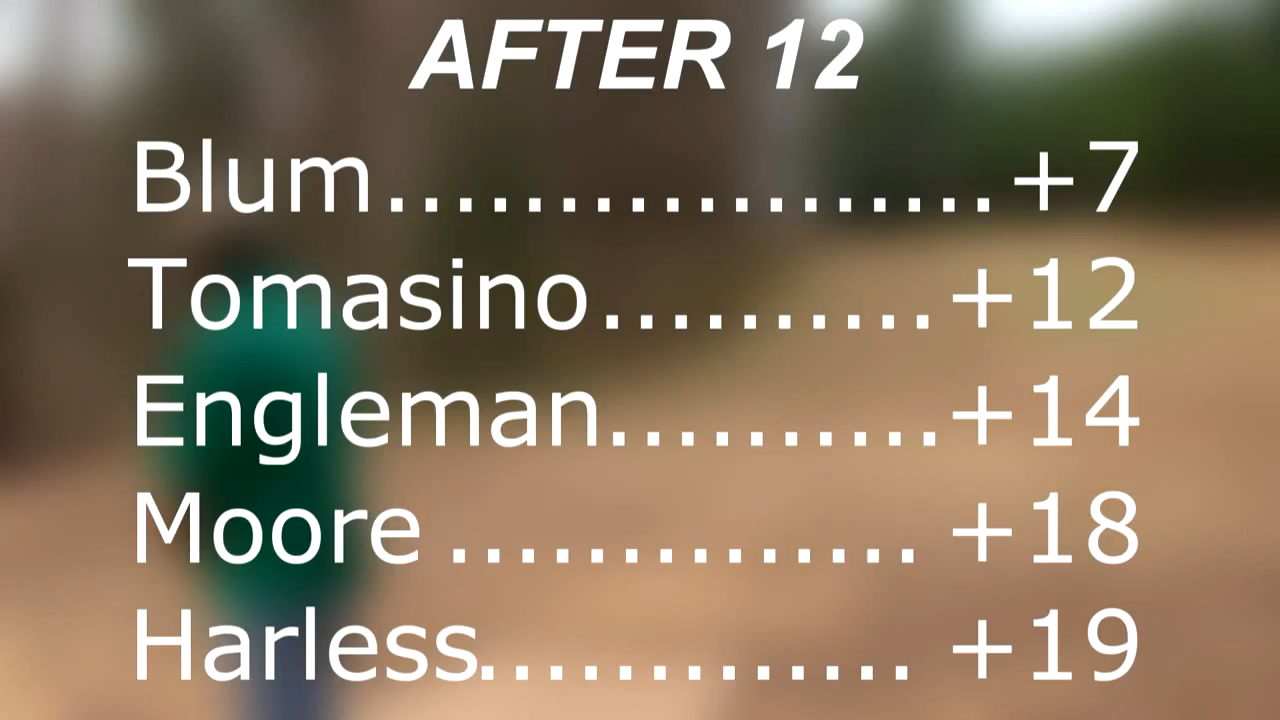 AFTER 12
Blum..................+7
Tomasino..........+12
Engleman..........+14
Moore .............. +18
Harless............. +19